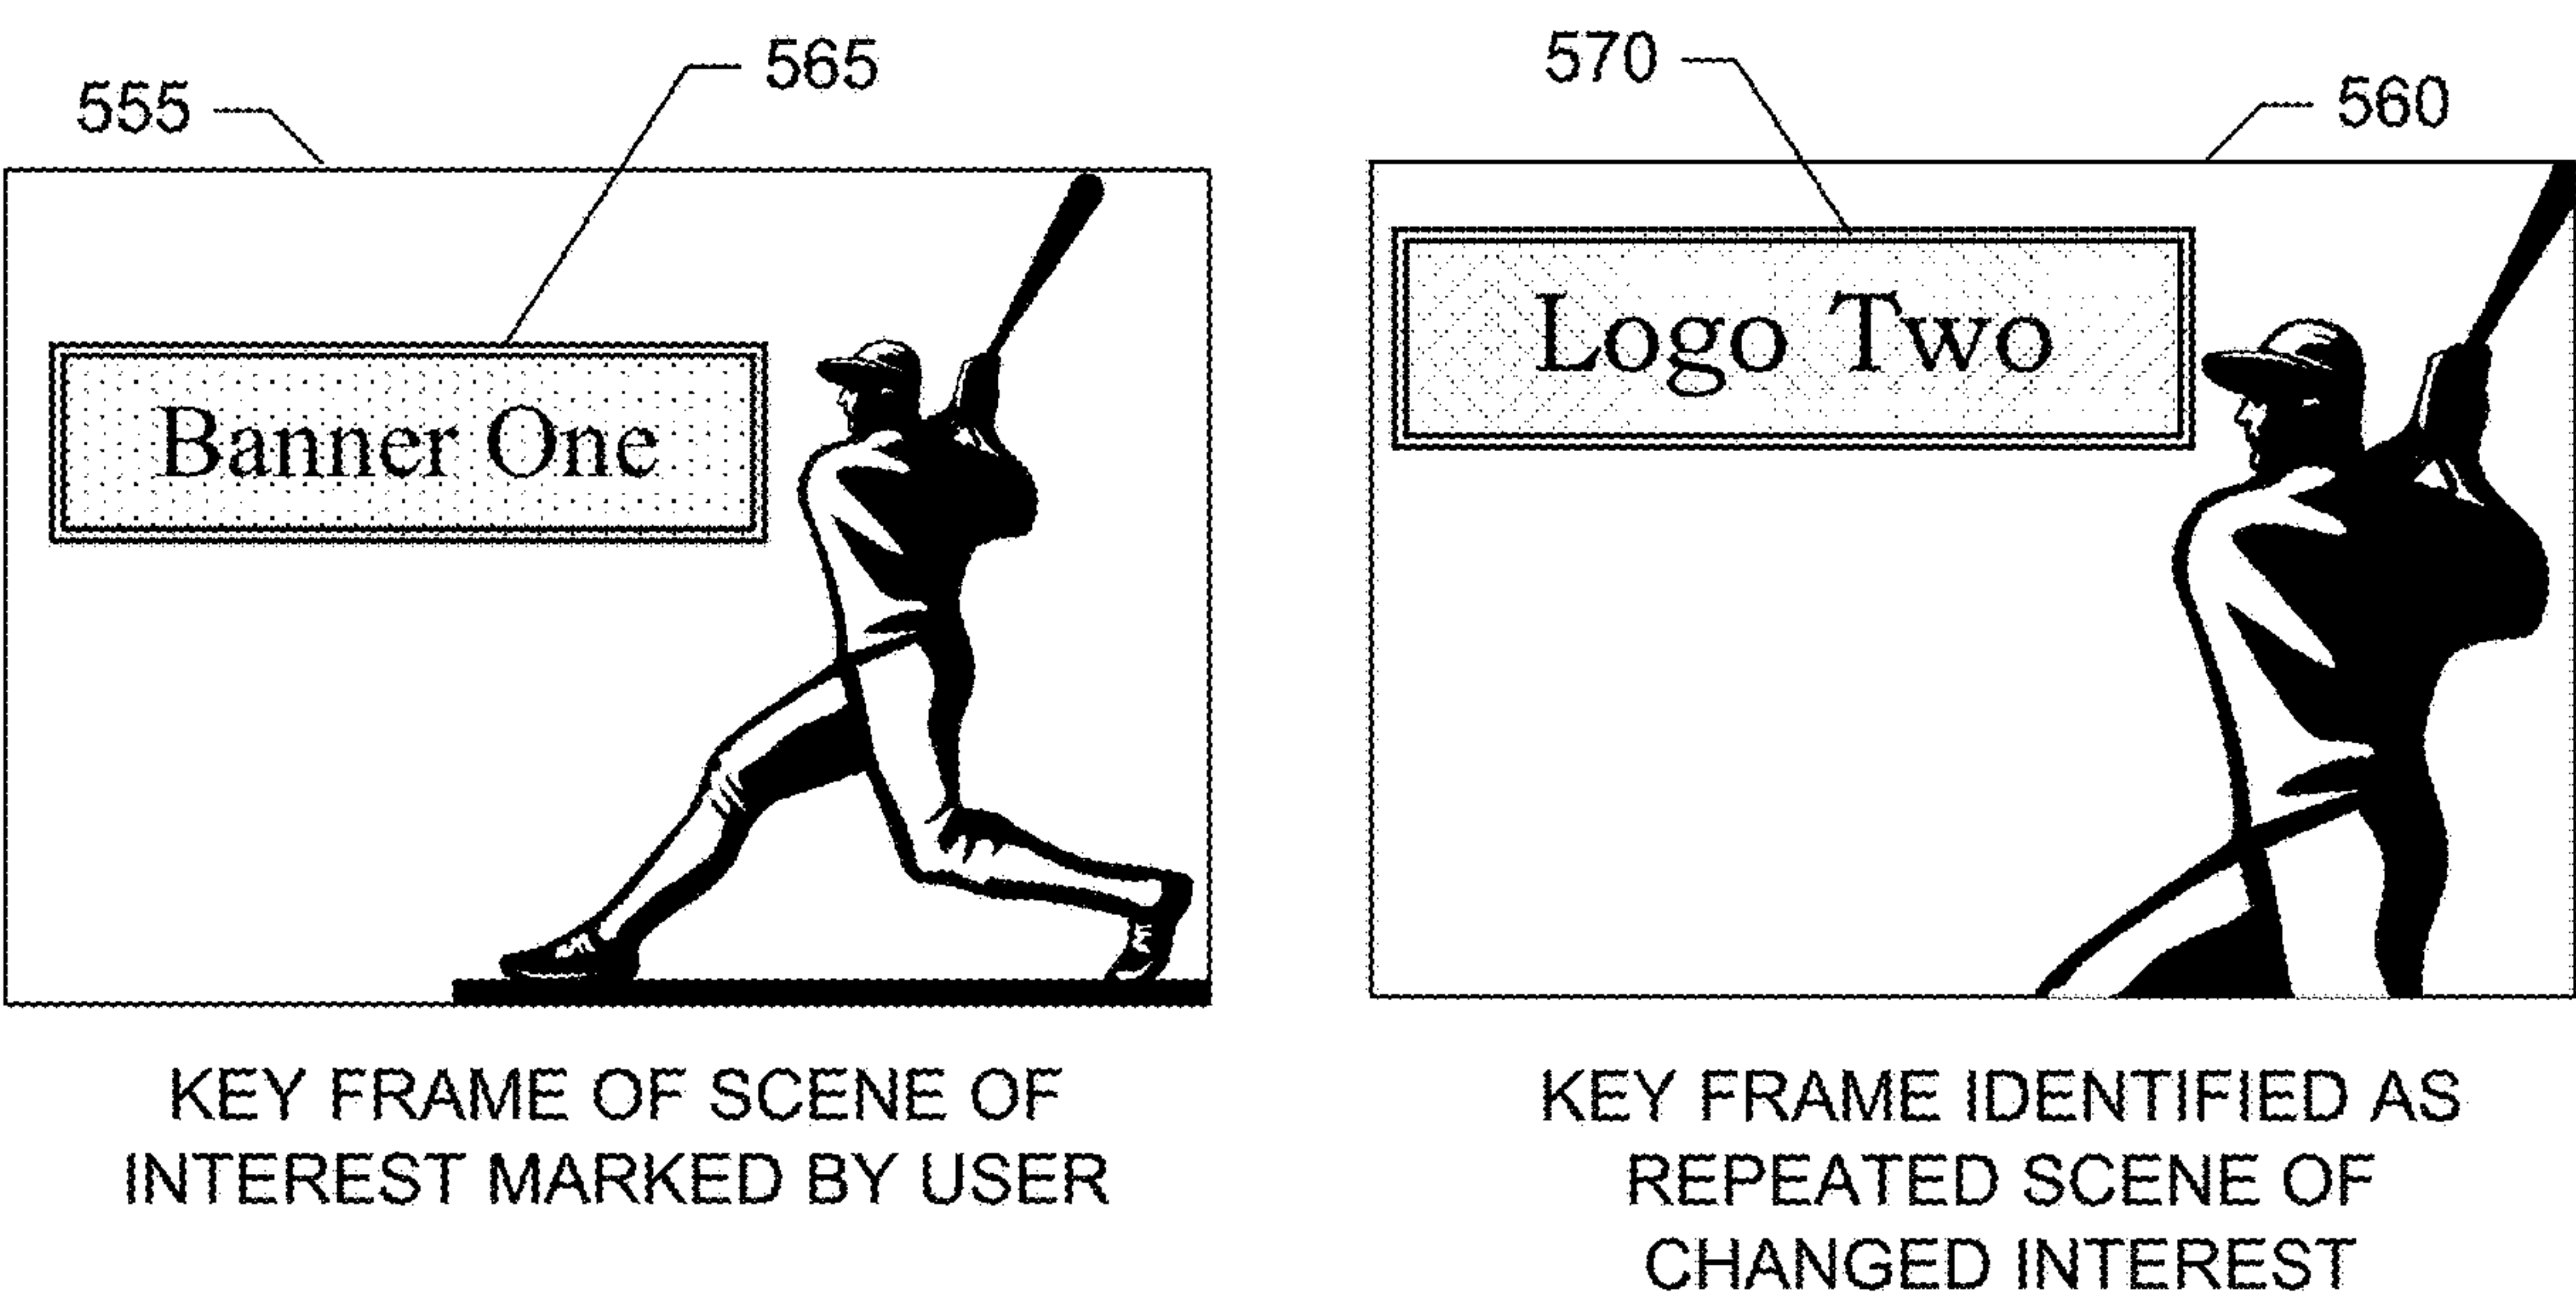 555
565
Banner One
KEY FRAME OF SCENE OF
INTEREST MARKED BY USER
570
560
Logo Two
KEY FRAME IDENTIFIED AS
REPEATED SCENE OF
CHANGED INTEREST